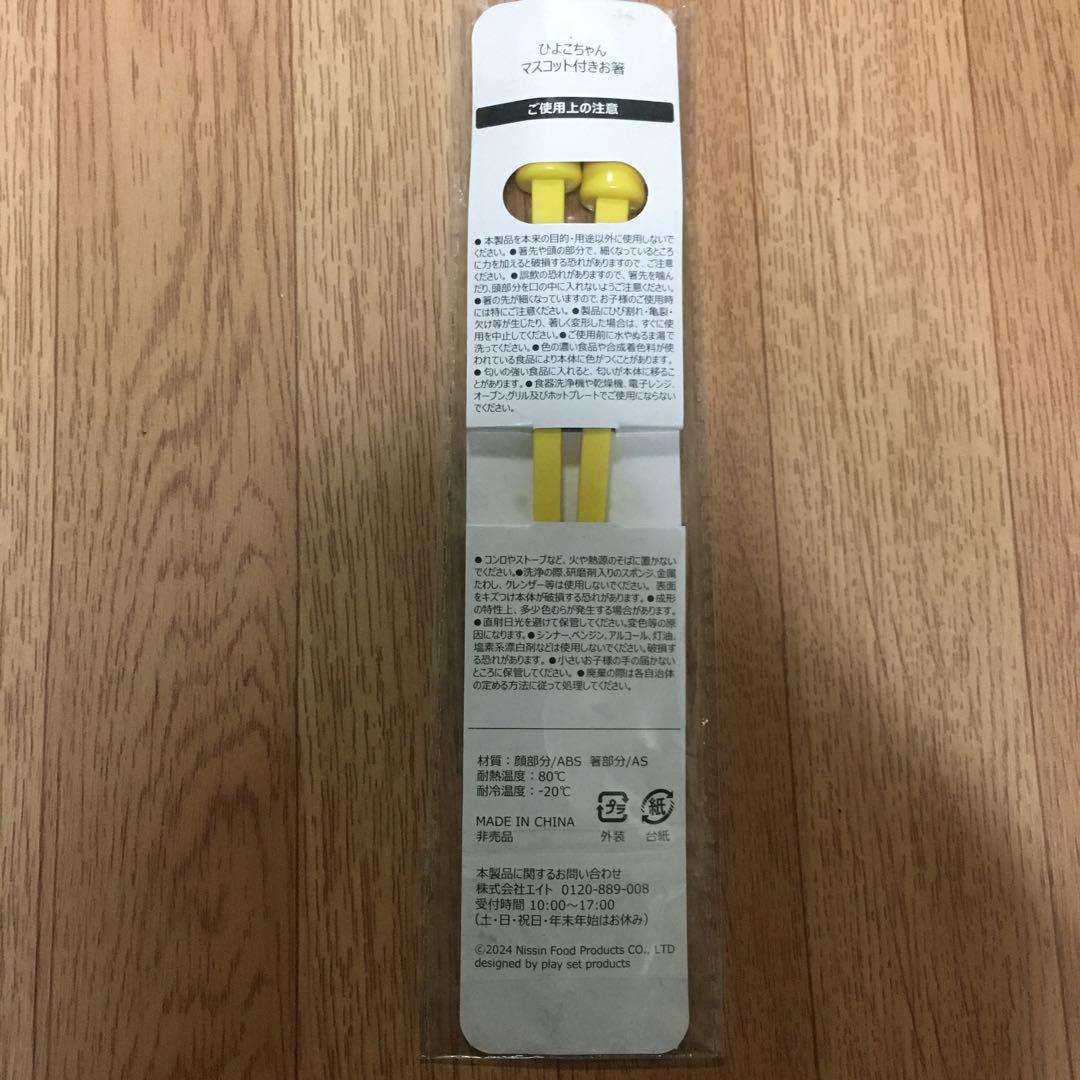 ひよこちゃん
マスコット付きお箸
ご使用上の注意
● 本製品を本来の目的・用途以外に使用しないで
ください。●箸先や頭の部分で、細くなっているところ
に力を加えると破損する恐れがありますので、ご注意
ください。●誤飲の恐れがありますので、箸先を噛ん
だり、頭部分を口の中に入れないようご注意ください。
●箸の先が細くなっていますので、お子様のご使用時
には特にご注意ください。●製品にひび割れ・亀裂・
欠け等が生じたり、著しく変形した場合は、すぐに使
用を中止してください。●ご使用前に水やぬるま湯で
洗ってください。●色の濃い食品や合成着色料が使
われている食品により本体に色がつくことがあります。
● 匂いの強い食品に入れると、匂いが本体に移るこ
とがあります。●食器洗浄機や乾燥機、電子レンジ、
オーブン、グリル及びホットプレートでご使用にならない
でください。
● コンロやストーブなど、火や熱源のそばに置かない
でください。●洗浄の際、研磨剤入りのスポンジ、金属
たわし、クレンザー等は使用しないでください。表面
をキズつけ本体が破損する恐れがあります。●成形
の特性上、多少色むらが発生する場合があります。
●直射日光を避けて保管してください。変色等の原
因になります。●シンナー、ベンジン、アルコール、灯油、
塩素系漂白剤などは使用しないでください。破損す
る恐れがあります。●小さいお子様の手の届かない
ところに保管してください。●廃棄の際は各自治体
の定める方法に従って処理してください。
材質：顔部分/ABS 箸部分/AS
耐熱温度：80℃
耐冷温度：-20℃
MADE IN CHINA
非売品
プラ
外装
紙
台紙
本製品に関するお問い合わせ
株式会社エイト 0120-889-008
受付時間 10:00～17:00
（土・日・祝日・年末年始はお休み）
©2024 Nissin Food Products CO., LTD
designed by play set products